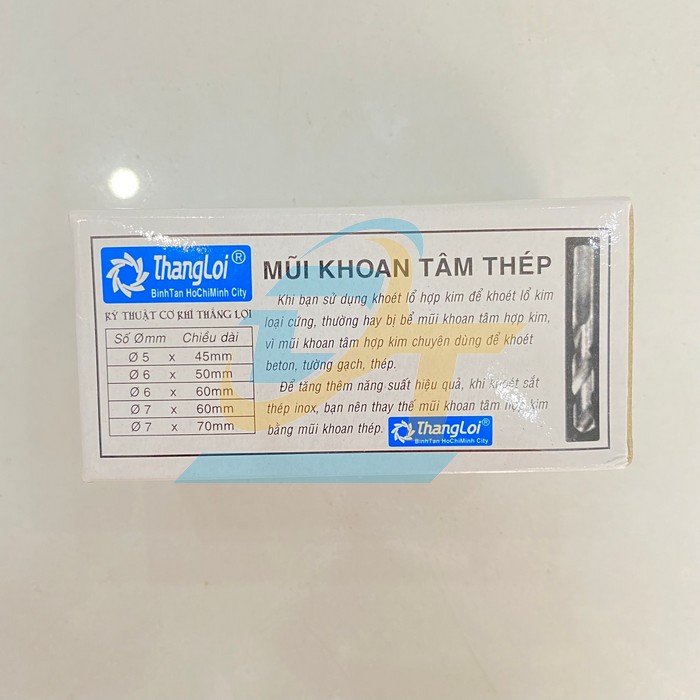 ThangLoi®
BinhTan HoChiMinh City
KỸ THUẬT CƠ KHÍ THẮNG LỢI
Số Ømm Chiều dài
Ø 5 x 45mm
Ø 6 x 50mm
Ø 6 x 60mm
Ø 7 x 60mm
Ø 7 x 70mm
MŨI KHOAN TÂM THÉP
Khi bạn sử dụng khoét lổ hợp kim để khoét lổ kim
loại cứng, thường hay bị bể mũi khoan tâm hợp kim,
vì mũi khoan tâm hợp kim chuyên dùng để khoét
beton, tường gạch, thép.
Để tăng thêm năng suất hiệu quả, khi khoét sắt
thép inox, bạn nên thay thế mũi khoan tâm hợp kim
bằng mũi khoan thép.
ThangLoi®
BinhTan HoChiMinh City